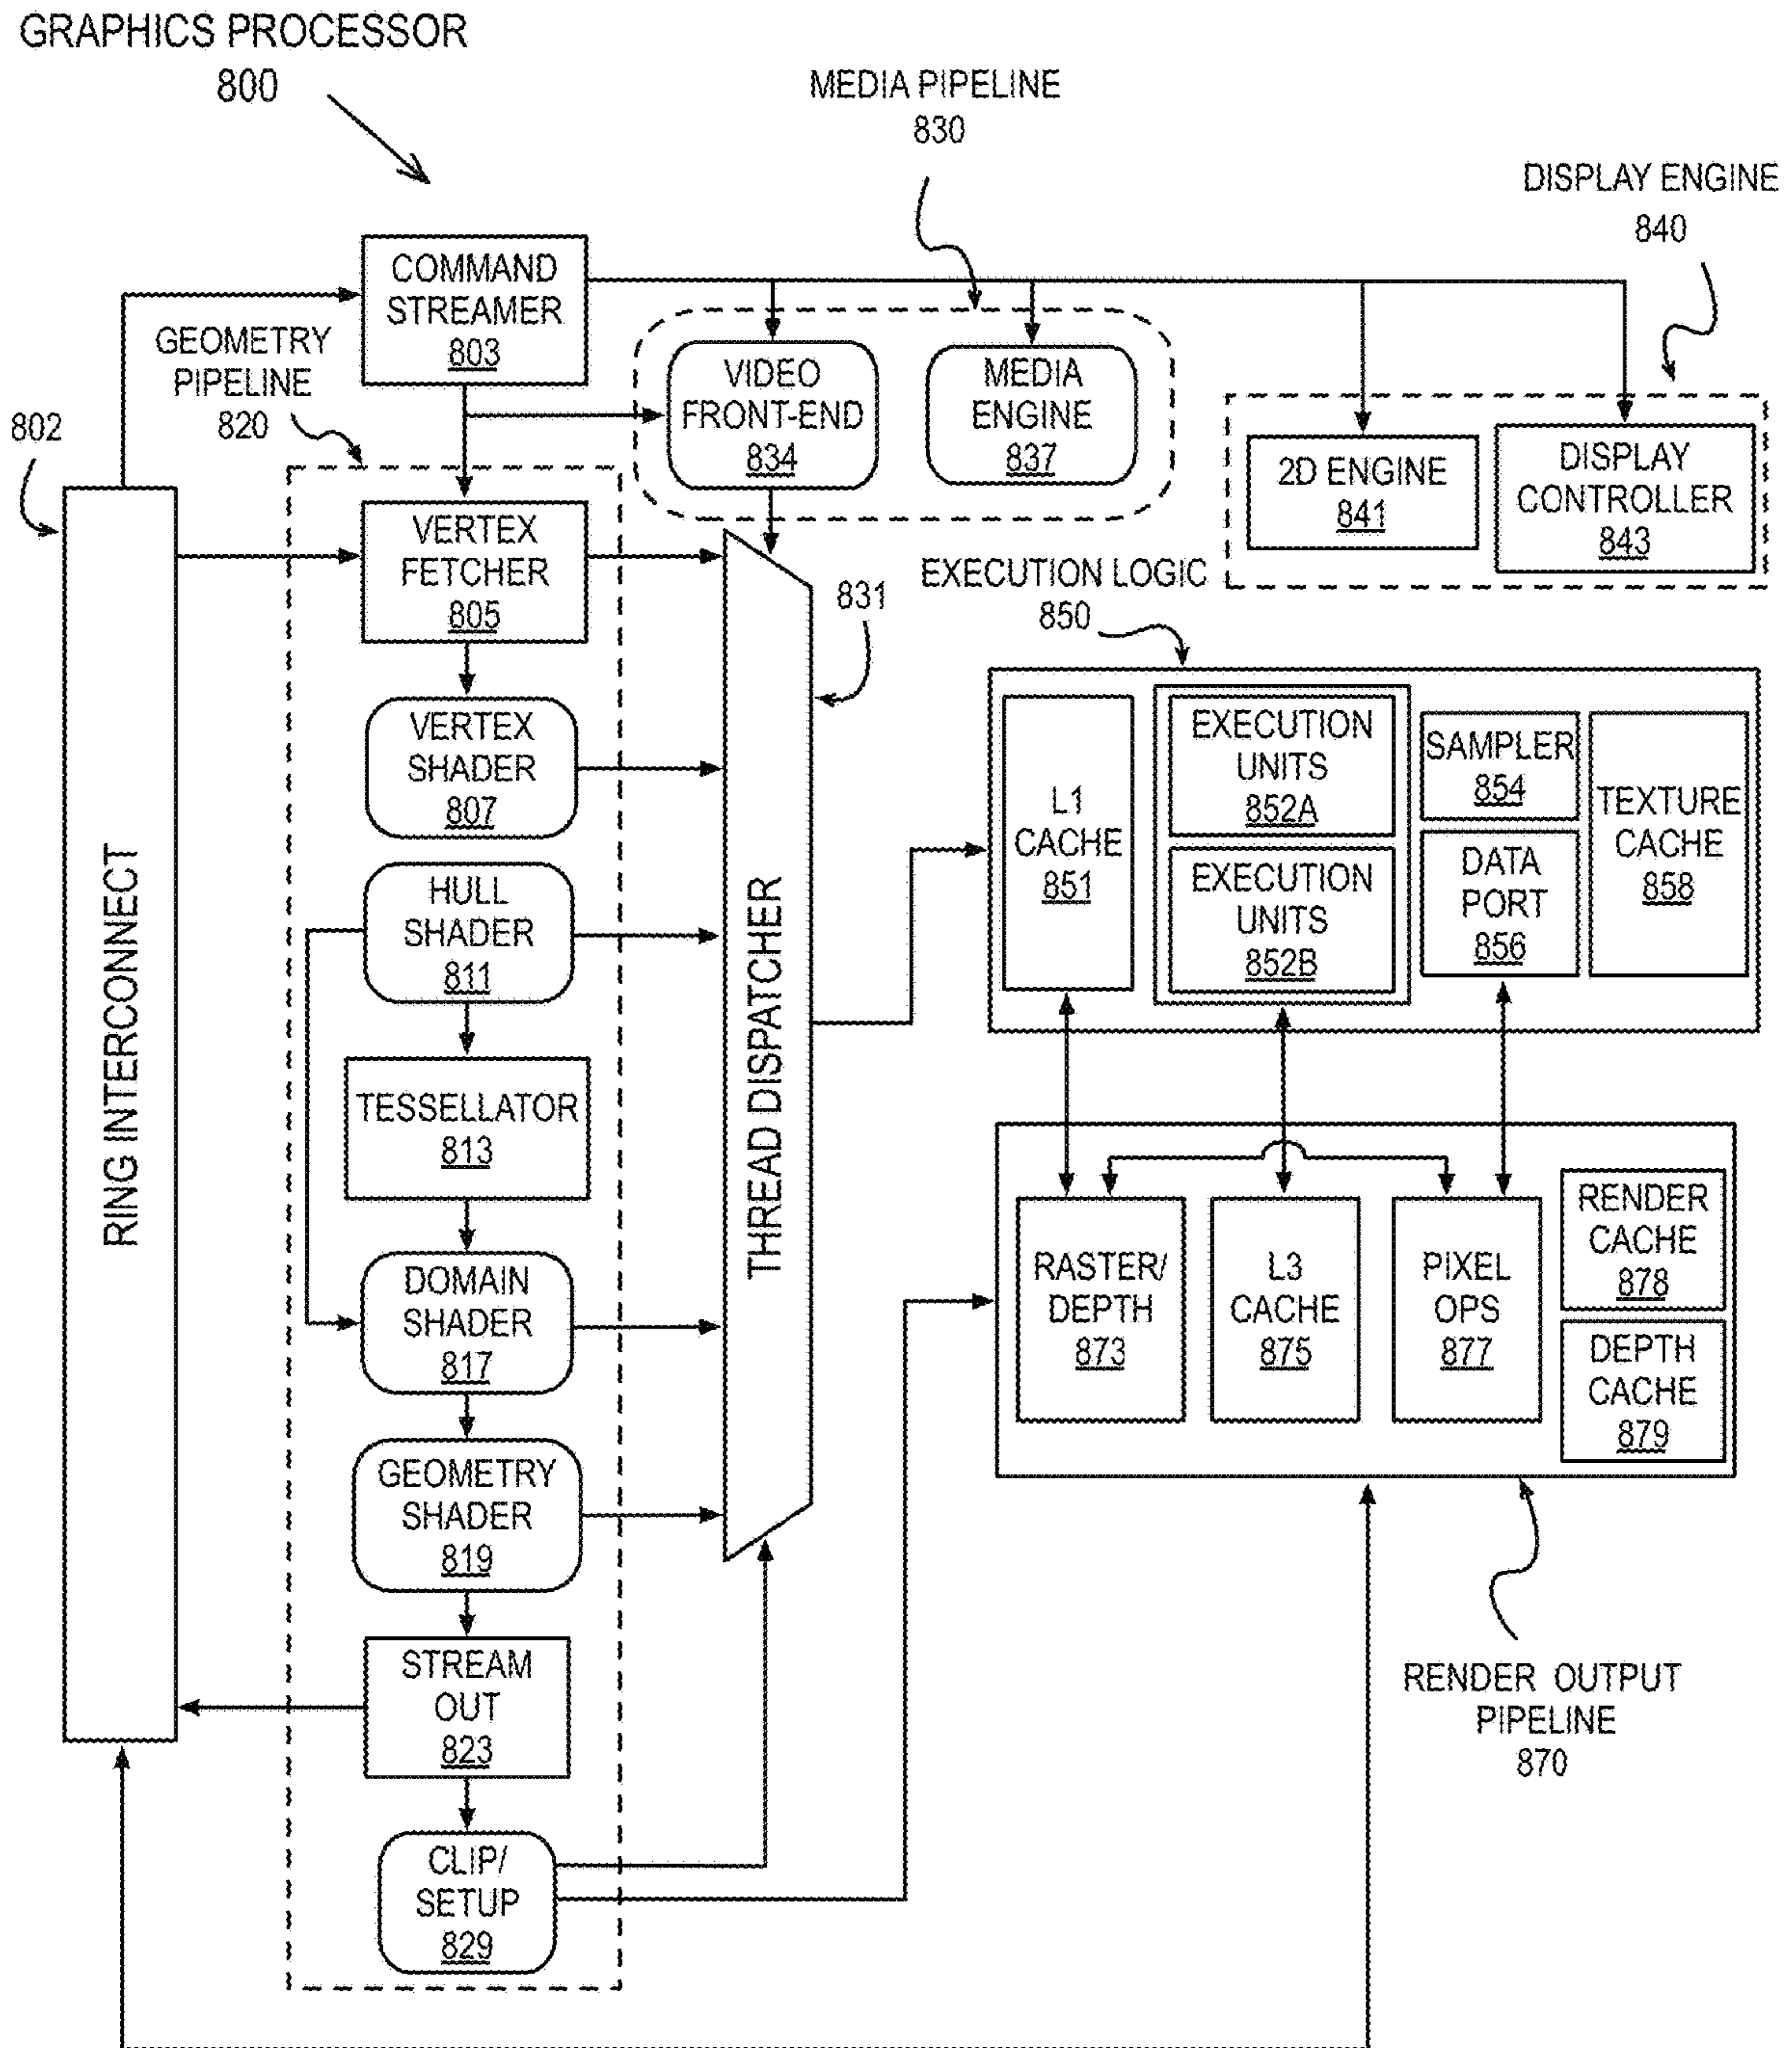 GRAPHICS PROCESSOR
800
MEDIA PIPELINE
830
DISPLAY ENGINE
840
COMMAND
STREAMER
803
GEOMETRY
PIPELINE
820
802
VIDEO
FRONT-END
834
MEDIA
ENGINE
837
2D ENGINE
841
DISPLAY
CONTROLLER
843
VERTEX
FETCHER
805
EXECUTION LOGIC
850
831
VERTEX
SHADER
807
L1
CACHE
851
EXECUTION
UNITS
852A
EXECUTION
UNITS
852B
SAMPLER
854
DATA
PORT
856
TEXTURE
CACHE
858
RING INTERCONNECT
HULL
SHADER
811
THREAD DISPATCHER
TESSELLATOR
813
DOMAIN
SHADER
817
RASTER/
DEPTH
873
L3
CACHE
875
PIXEL
OPS
877
RENDER
CACHE
878
DEPTH
CACHE
879
GEOMETRY
SHADER
819
STREAM
OUT
823
RENDER OUTPUT
PIPELINE
870
CLIP/
SETUP
829